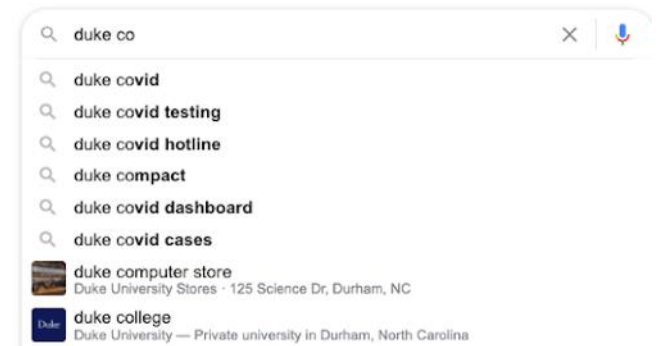 duke co
duke covid
duke covid testing
duke covid hotline
duke compact
duke covid dashboard
duke covid cases
duke computer store
Duke University Stores · 125 Science Dr, Durham, NC
Duke
duke college
Duke University — Private university in Durham, North Carolina